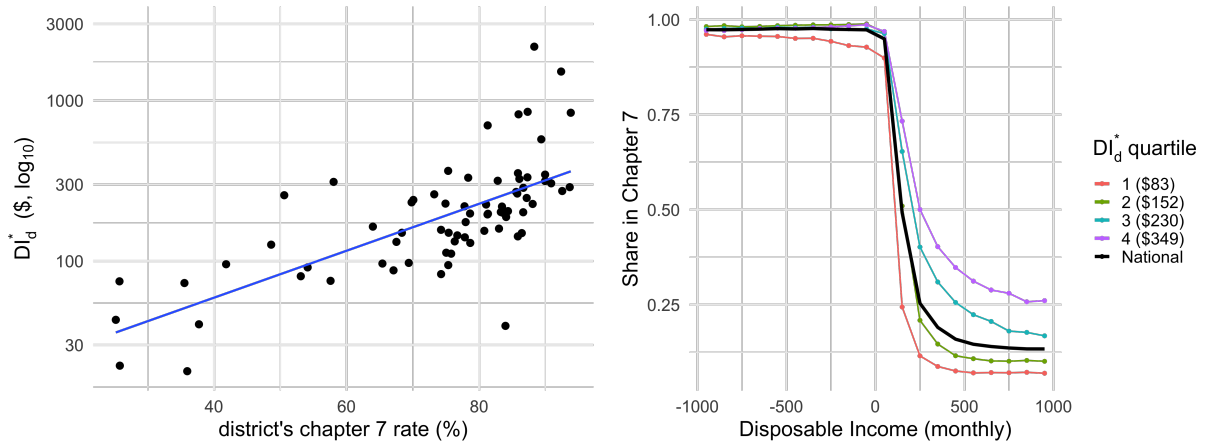 3000
1000
300
100
30
DI*d ($, log10)
40 60 80
district's chapter 7 rate (%)
1.00
0.75
0.50
0.25
Share in Chapter 7
-1000 -500 0 500 1000
Disposable Income (monthly)
DI*d quartile
1 ($83)
2 ($152)
3 ($230)
4 ($349)
National